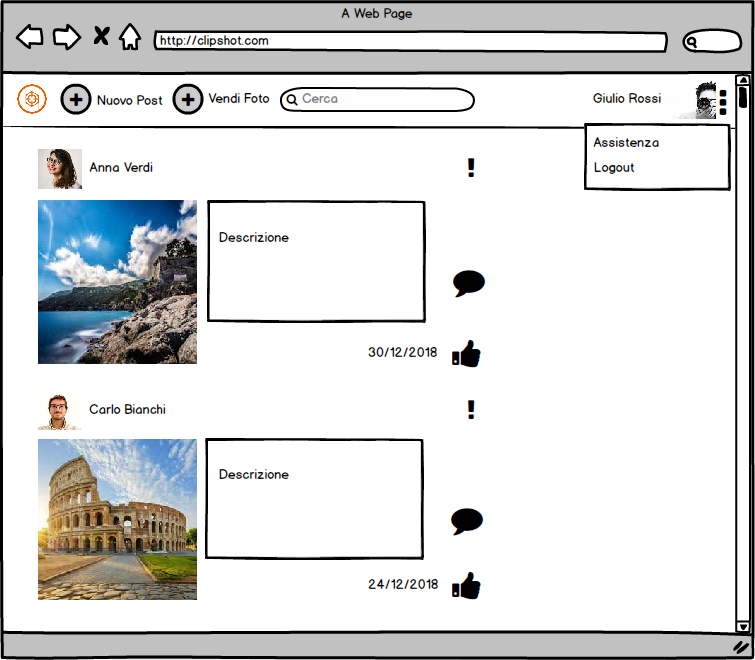 A Web Page
http://clipshot.com
Nuovo Post
Vendi Foto
Cerca
Giulio Rossi
Assistenza
Logout
Anna Verdi
!
Descrizione
30/12/2018
Carlo Bianchi
!
Descrizione
24/12/2018